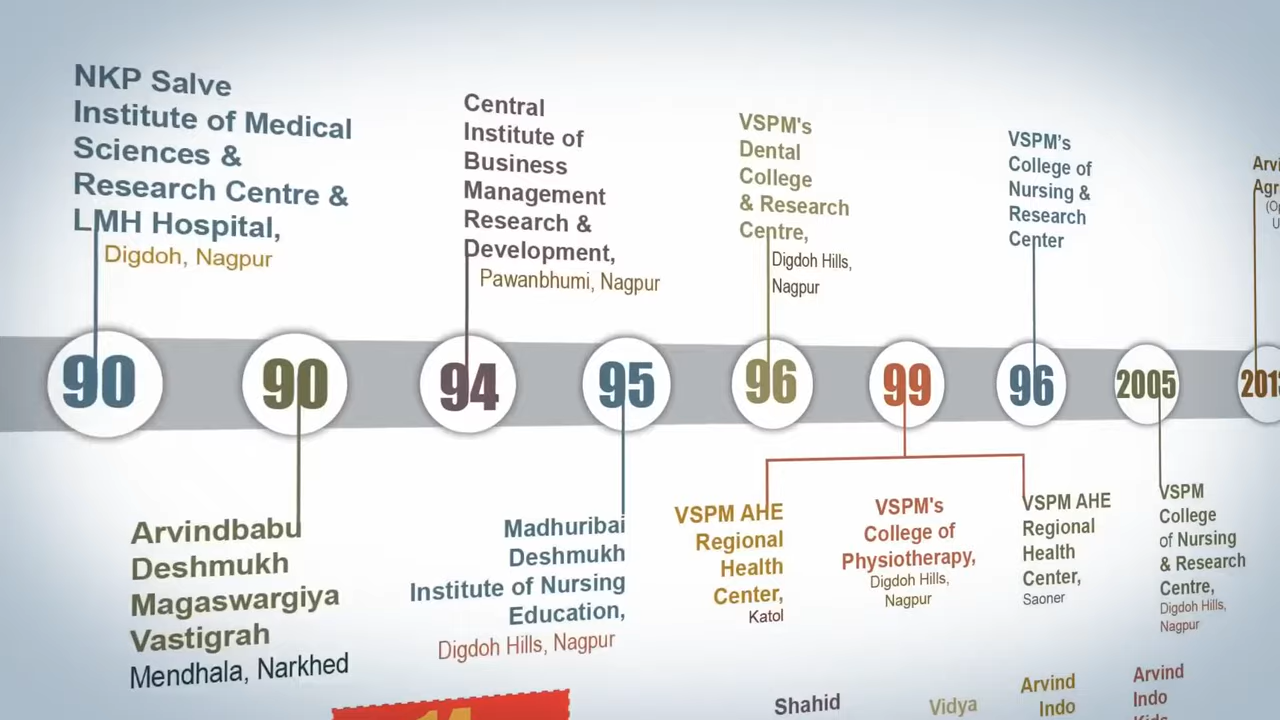 NKP Salve
Institute of Medical
Sciences &
Research Centre &
LMH Hospital,
Digdoh, Nagpur
Central
Institute of
Business
Management
Research &
Development,
Pawanbhumi, Nagpur
VSPM's
Dental
College
& Research
Centre,
Digdoh Hills,
Nagpur
VSPM's
College of
Nursing &
Research
Center
90
90
94
95
96
99
96
2005
Arvindbabu
Deshmukh
Magaswargiya
Vastigrah
Mendhala, Narkhed
Madhuribai
Deshmukh
Institute of Nursing
Education,
Digdoh Hills, Nagpur
VSPM AHE
Regional
Health
Center,
Katol
VSPM's
College of
Physiotherapy,
Digdoh Hills,
Nagpur
VSPM AHE
Regional
Health
Center,
Saoner
VSPM
College
of Nursing
& Research
Centre,
Digdoh Hills,
Nagpur
14
Shahid
Vidya
Arvind
Indo
Arvind
Indo